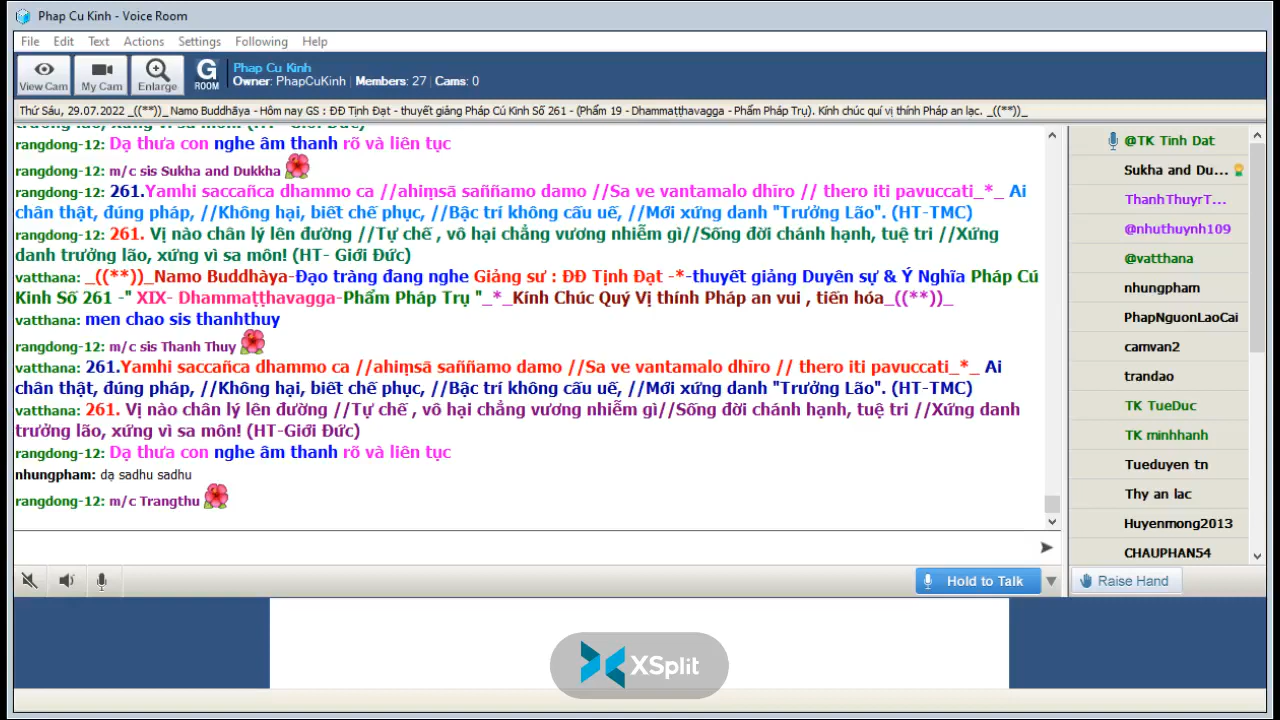 Phap Cu Kinh - Voice Room
File Edit Text Actions Settings Following Help
View Cam My Cam Enlarge G ROOM Phap Cu Kinh
Owner: PhapCuKinh | Members: 27 | Cams: 0
Thứ Sáu, 29.07.2022 _((**))_ Namo Buddhāya - Hôm nay GS : ĐĐ Tịnh Đạt - thuyết giảng Pháp Cú Kinh Số 261 - (Phẩm 19 - Dhammaṭṭhavagga - Phẩm Pháp Trụ). Kính chúc quí vị thính Pháp an lạc. _((**))_
trưởng lão, xứng vì sa môn! (HT- Giới Đức)
rangdong-12: Dạ thưa con nghe âm thanh rõ và liên tục
rangdong-12: m/c sis Sukha and Dukkha
rangdong-12: 261.Yamhi saccañca dhammo ca //ahiṃsā saññamo damo //Sa ve vantamalo dhīro // thero iti pavuccati_*_ Ai
chân thật, đúng pháp, //Không hại, biết chế phục, //Bậc trí không cấu uế, //Mới xứng danh "Trưởng Lão". (HT-TMC)
rangdong-12: 261. Vị nào chân lý lên đường //Tự chế , vô hại chẳng vương nhiễm gì//Sống đời chánh hạnh, tuệ tri //Xứng
danh trưởng lão, xứng vì sa môn! (HT- Giới Đức)
vatthana: _((**))_Namo Buddhàya-Đạo tràng đang nghe Giảng sư : ĐĐ Tịnh Đạt -*-thuyết giảng Duyên sự & Ý Nghĩa Pháp Cú
Kinh Số 261 -" XIX- Dhammaṭṭhavagga-Phẩm Pháp Trụ "_*_Kính Chúc Quý Vị thính Pháp an vui , tiến hóa_((**))_
vatthana: men chao sis thanhthuy
rangdong-12: m/c sis Thanh Thuy
vatthana: 261.Yamhi saccañca dhammo ca //ahiṃsā saññamo damo //Sa ve vantamalo dhīro // thero iti pavuccati_*_ Ai
chân thật, đúng pháp, //Không hại, biết chế phục, //Bậc trí không cấu uế, //Mới xứng danh "Trưởng Lão". (HT-TMC)
vatthana: 261. Vị nào chân lý lên đường //Tự chế , vô hại chẳng vương nhiễm gì//Sống đời chánh hạnh, tuệ tri //Xứng danh
trưởng lão, xứng vì sa môn! (HT-Giới Đức)
rangdong-12: Dạ thưa con nghe âm thanh rõ và liên tục
nhungpham: dạ sadhu sadhu
rangdong-12: m/c Trangthu
@TK Tinh Dat
Sukha and Du...
ThanhThuyrT...
@nhuthuynh109
@vatthana
nhungpham
PhapNguonLaoCai
camvan2
trandao
TK TueDuc
TK minhhanh
Tueduyen tn
Thy an lac
Huyenmong2013
CHAUPHAN54
Hold to Talk
Raise Hand
XSplit